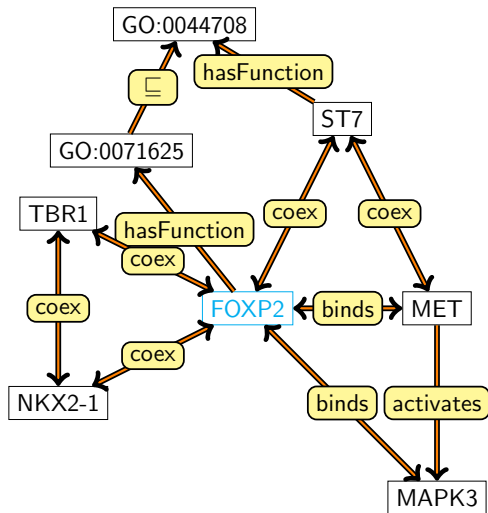 GO:0044708
hasFunction
⊑
ST7
GO:0071625
TBR1
coex
coex
hasFunction
coex
coex
FOXP2
binds
MET
coex
NKX2-1
binds
activates
MAPK3